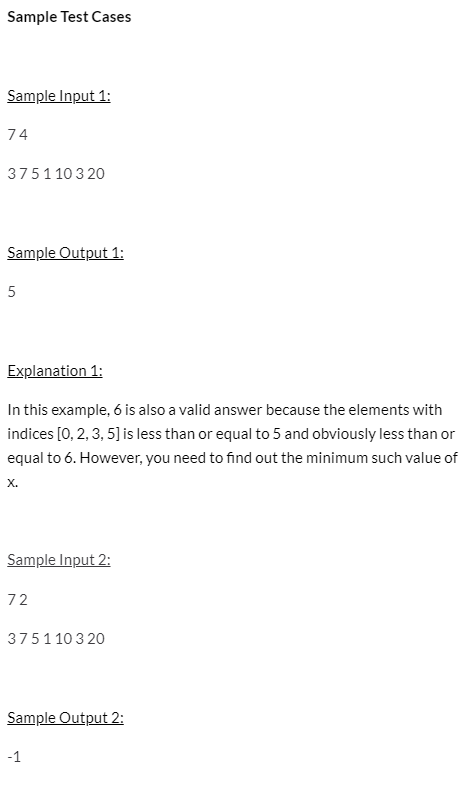 Sample Test Cases
Sample Input 1:
7 4
3 7 5 1 10 3 20
Sample Output 1:
5
Explanation 1:
In this example, 6 is also a valid answer because the elements with
indices [0, 2, 3, 5] is less than or equal to 5 and obviously less than or
equal to 6. However, you need to find out the minimum such value of
x.
Sample Input 2:
7 2
3 7 5 1 10 3 20
Sample Output 2:
-1